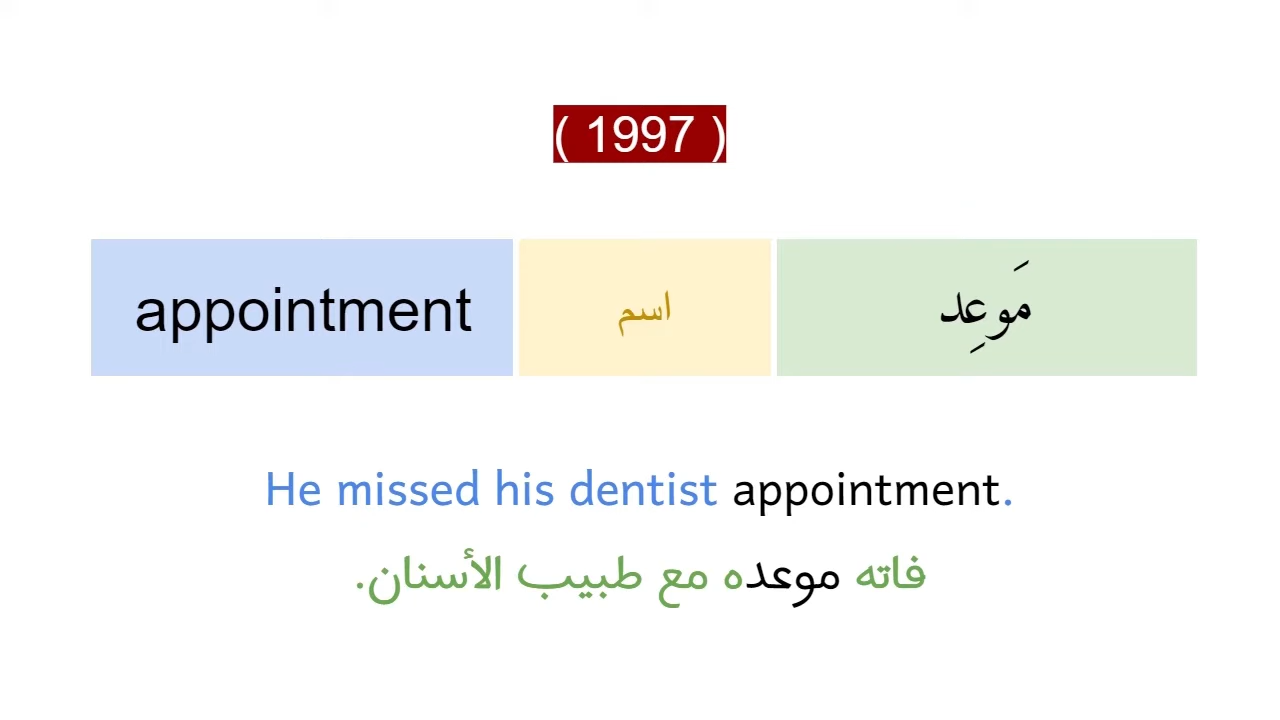 ( 1997 )
appointment
اسم
مَوعِد
He missed his dentist appointment.
فاته موعده مع طبيب الأسنان.